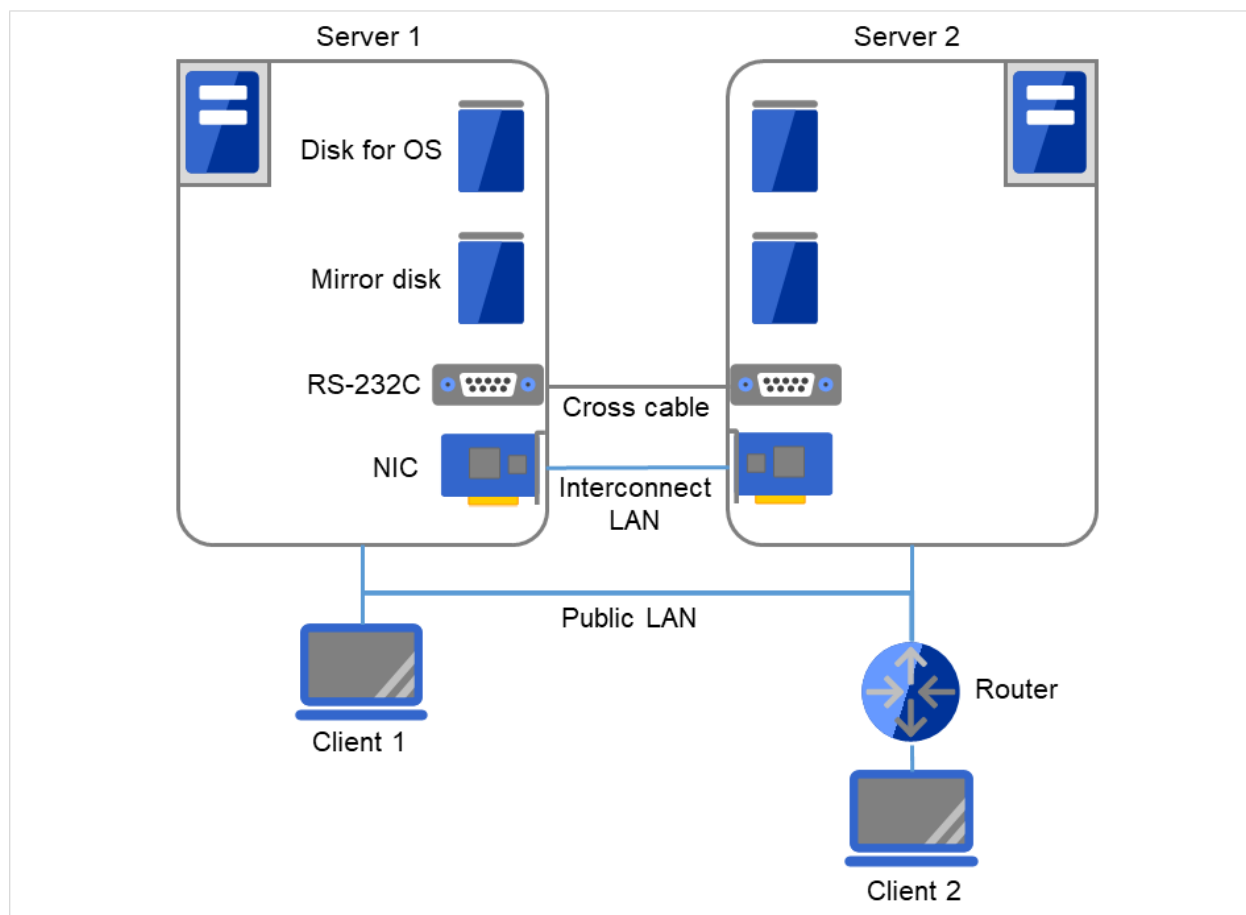 Server 1
Server 2
Disk for OS
Mirror disk
RS-232C
Cross cable
NIC
Interconnect
LAN
Public LAN
Router
Client 1
Client 2